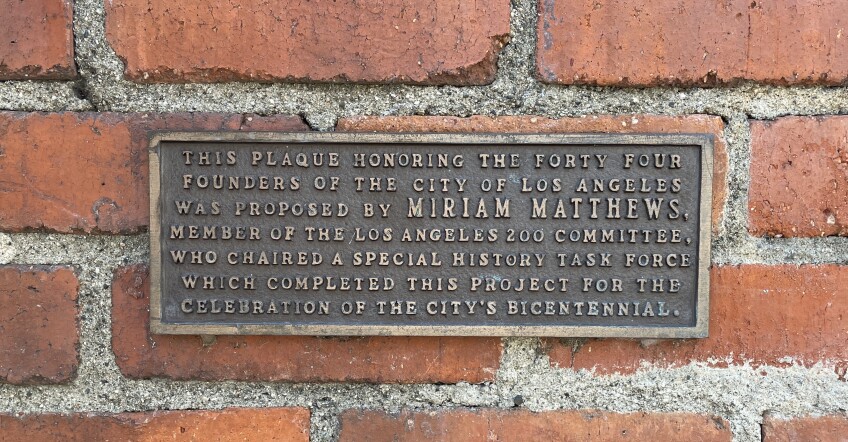 THIS PLAQUE HONORING THE FORTY FOUR
FOUNDERS OF THE CITY OF LOS ANGELES
WAS PROPOSED BY MIRIAM MATTHEWS,
MEMBER OF THE LOS ANGELES 200 COMMITTEE,
WHO CHAIRED A SPECIAL HISTORY TASK FORCE
WHICH COMPLETED THIS PROJECT FOR THE
CELEBRATION OF THE CITY'S BICENTENNIAL.